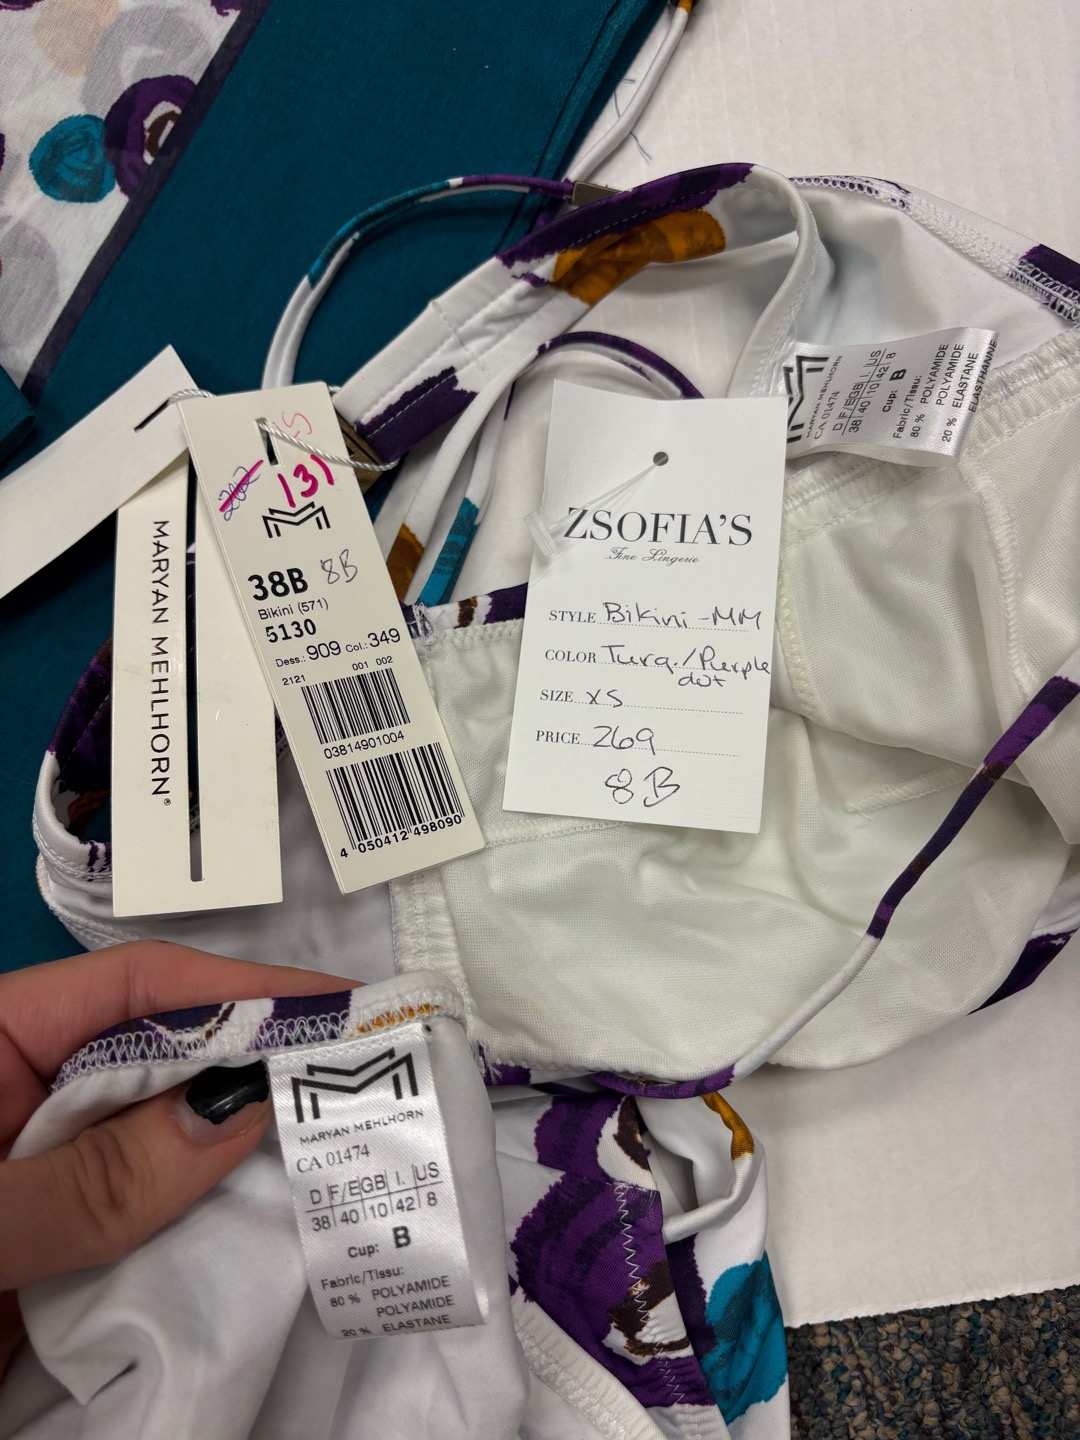 MARYAN MEHLHORN®
131
38B 8B
Bikini (571)
5130
Dess.: 909 Col.: 349
001 002
2121
03814901004
4 050412 498090
ZSOFIA'S
Fine Lingerie
STYLE Bikini-MM
COLOR Turq./Purple
dot
SIZE XS
PRICE 269
8B
MARYAN MEHLHORN
CA 01474
D F/E GB I. US
38 40 10 42 8
Cup: B
Fabric/Tissu:
80 % POLYAMIDE
POLYAMIDE
20 % ELASTANE
ELASTHANNE
MARYAN MEHLHORN
CA 01474
D F/E GB I. US
38 40 10 42 8
Cup: B
Fabric/Tissu:
80 % POLYAMIDE
POLYAMIDE
20 % ELASTANE